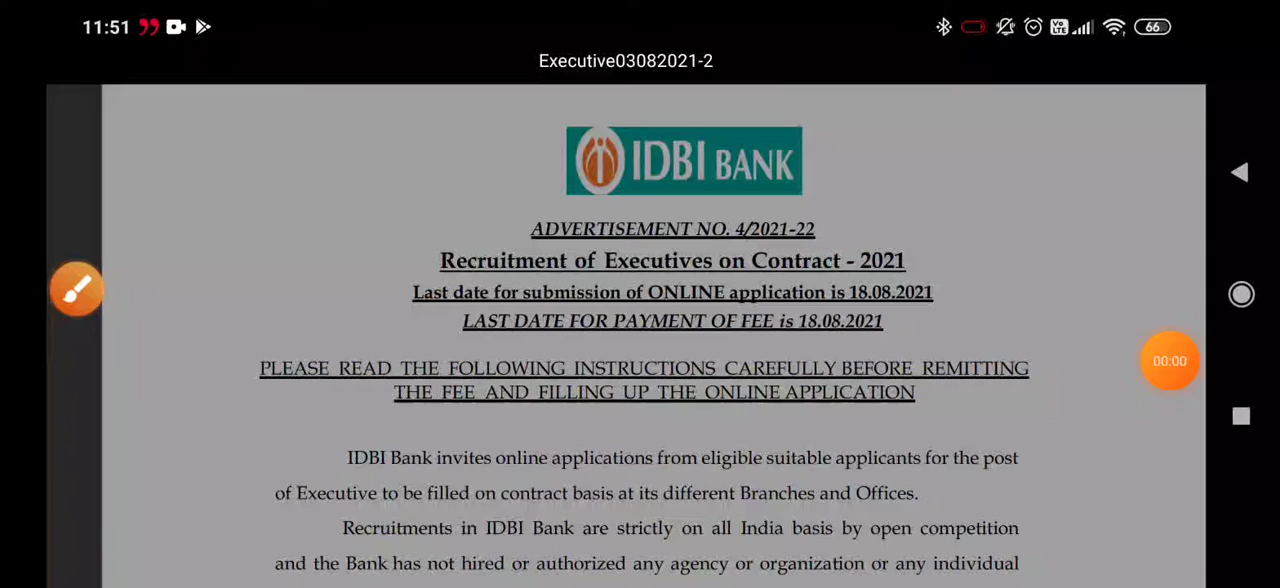 11:51
Vo LTE
66
Executive03082021-2
IDBI BANK
ADVERTISEMENT NO. 4/2021-22
Recruitment of Executives on Contract - 2021
Last date for submission of ONLINE application is 18.08.2021
LAST DATE FOR PAYMENT OF FEE is 18.08.2021
00:00
PLEASE READ THE FOLLOWING INSTRUCTIONS CAREFULLY BEFORE REMITTING
THE FEE AND FILLING UP THE ONLINE APPLICATION
IDBI Bank invites online applications from eligible suitable applicants for the post
of Executive to be filled on contract basis at its different Branches and Offices.
Recruitments in IDBI Bank are strictly on all India basis by open competition
and the Bank has not hired or authorized any agency or organization or any individual